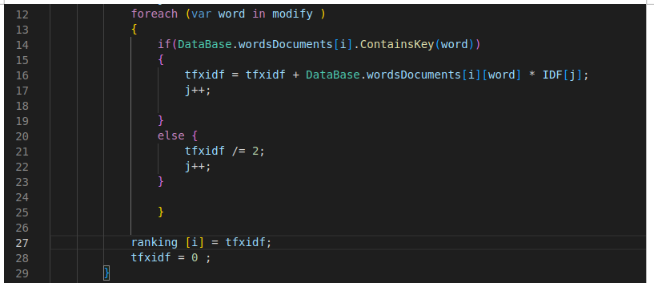 12 foreach (var word in modify )
13 {
14 if(DataBase.wordsDocuments[i].ContainsKey(word))
15 {
16 tfxidf = tfxidf + DataBase.wordsDocuments[i][word] * IDF[j];
17 j++;
18
19 }
20 else {
21 tfxidf /= 2;
22 j++;
23 }
24
25 }
26
27 ranking [i] = tfxidf;
28 tfxidf = 0 ;
29 }